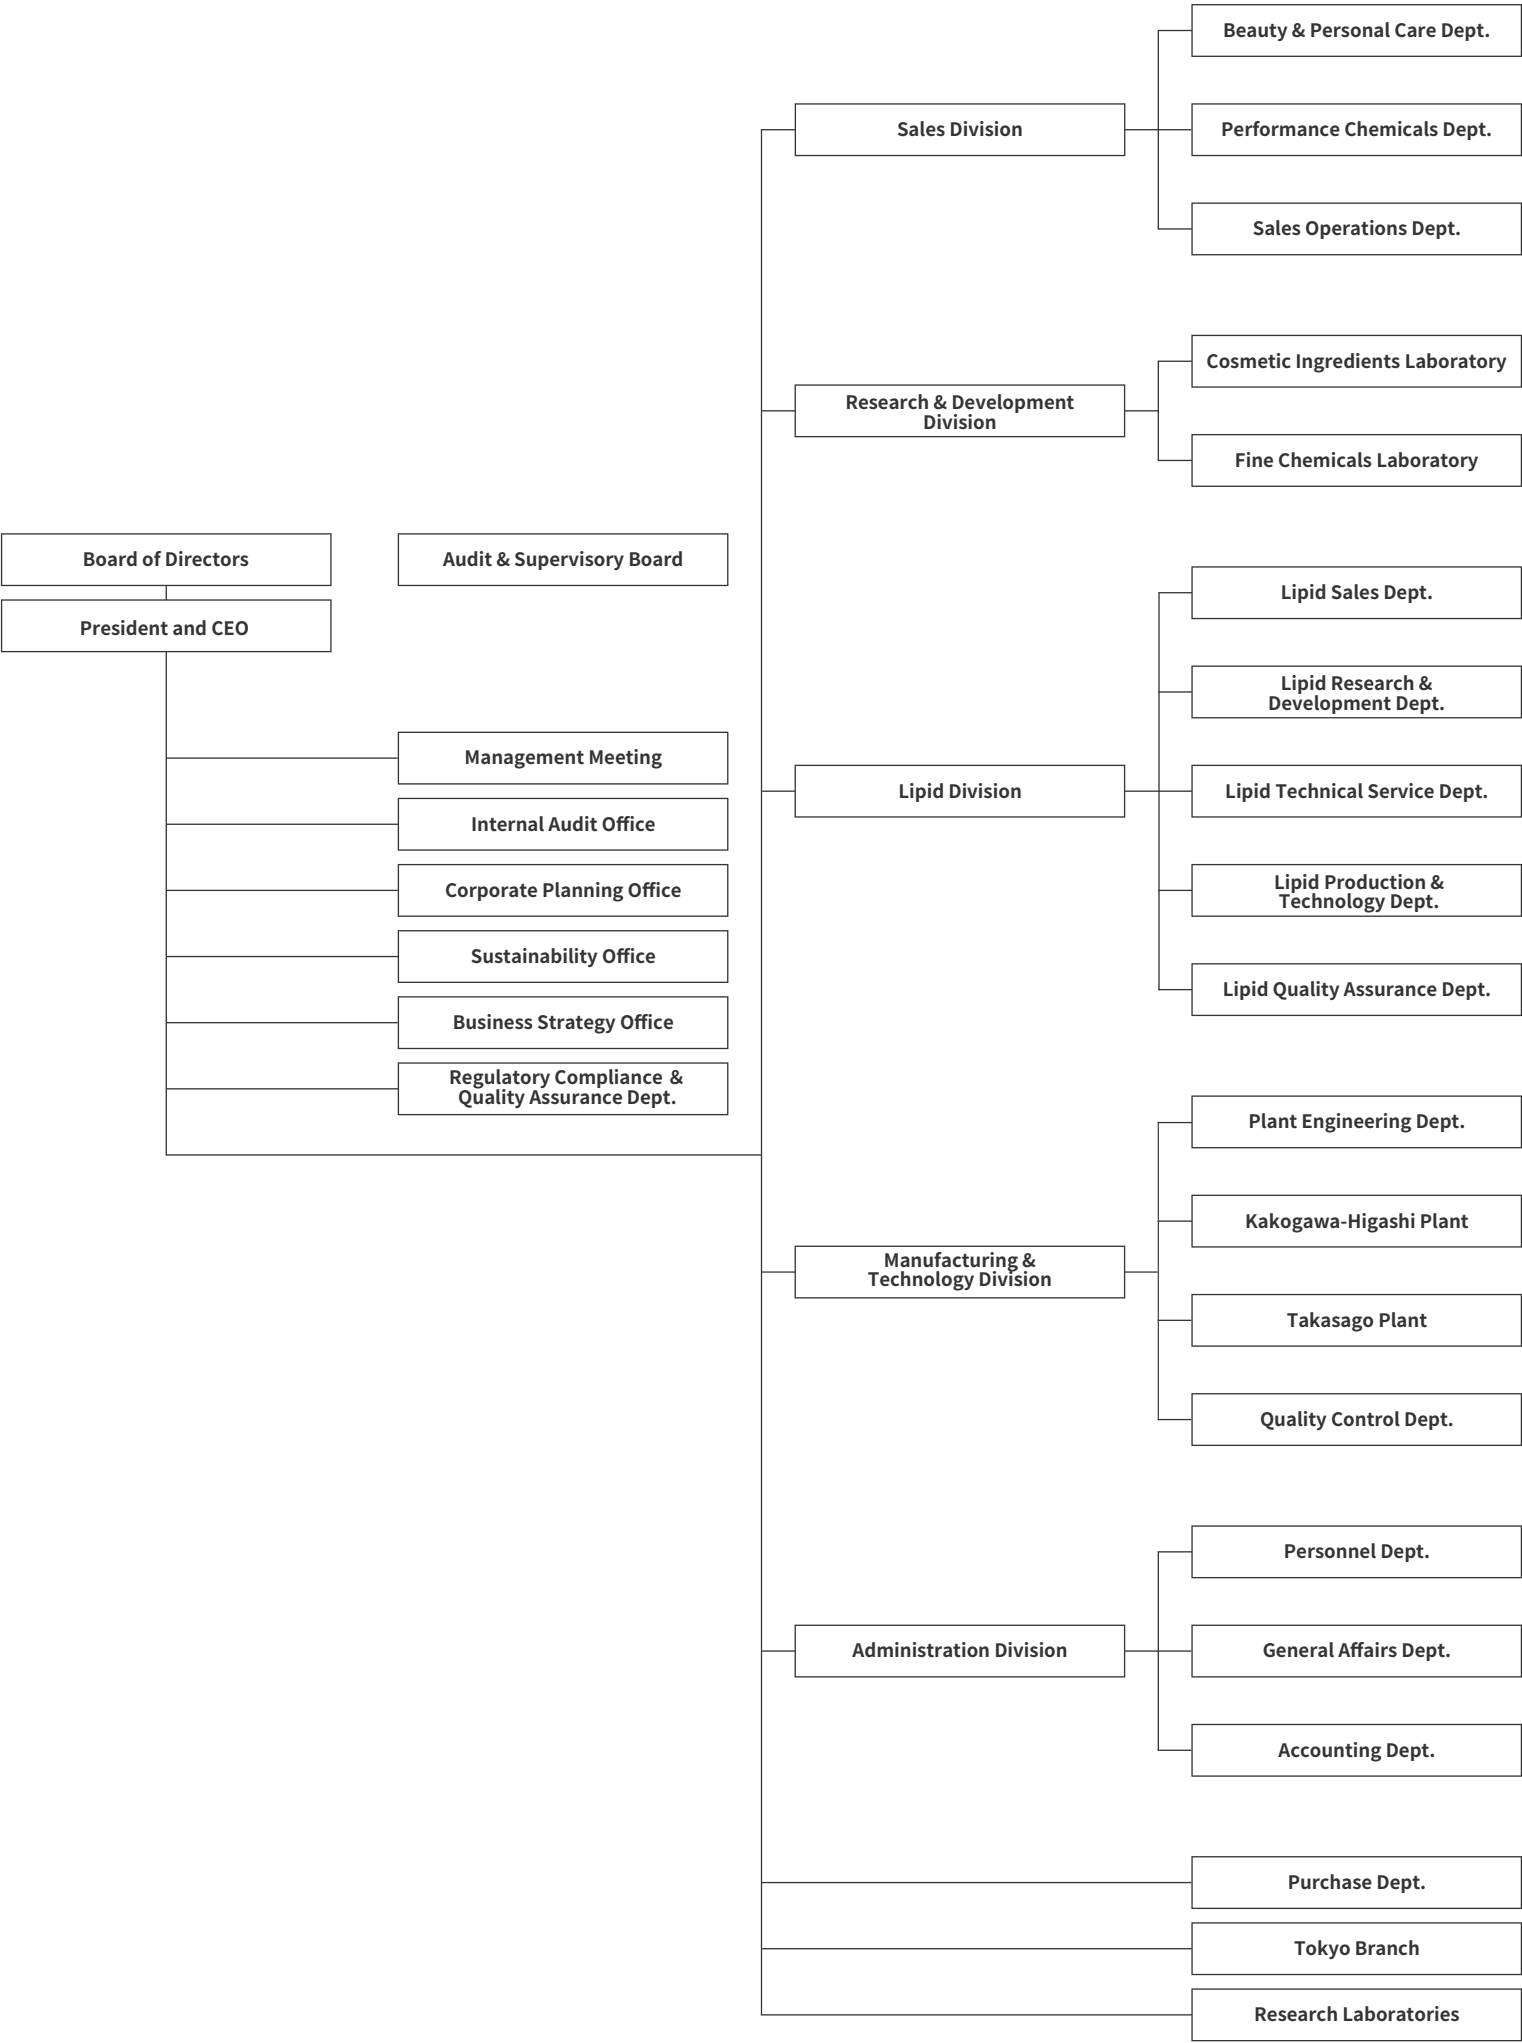 Board of Directors
Audit & Supervisory Board
President and CEO
Management Meeting
Internal Audit Office
Corporate Planning Office
Sustainability Office
Business Strategy Office
Regulatory Compliance &
Quality Assurance Dept.
Sales Division
Beauty & Personal Care Dept.
Performance Chemicals Dept.
Sales Operations Dept.
Research & Development
Division
Cosmetic Ingredients Laboratory
Fine Chemicals Laboratory
Lipid Division
Lipid Sales Dept.
Lipid Research &
Development Dept.
Lipid Technical Service Dept.
Lipid Production &
Technology Dept.
Lipid Quality Assurance Dept.
Manufacturing &
Technology Division
Plant Engineering Dept.
Kakogawa-Higashi Plant
Takasago Plant
Quality Control Dept.
Administration Division
Personnel Dept.
General Affairs Dept.
Accounting Dept.
Purchase Dept.
Tokyo Branch
Research Laboratories